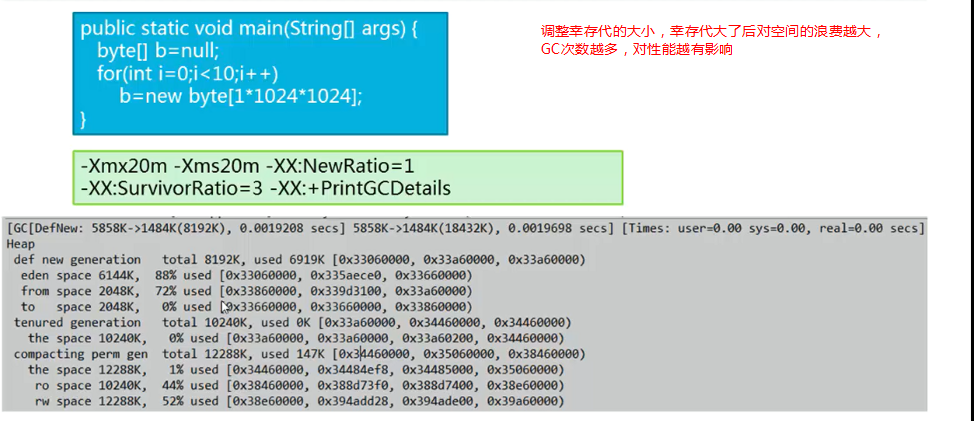 public static void main(String[] args) {
byte[] b=null;
for(int i=0;i<10;i++)
b=new byte[1*1024*1024];
}
调整幸存代的大小，幸存代大了后对空间的浪费越大，
GC次数越多，对性能越有影响
-Xmx20m -Xms20m -XX:NewRatio=1
-XX:SurvivorRatio=3 -XX:+PrintGCDetails
[GC[DefNew: 5858K->1484K(8192K), 0.0019208 secs] 5858K->1484K(18432K), 0.0019698 secs] [Times: user=0.00 sys=0.00, real=0.00 secs]
Heap
def new generation   total 8192K, used 6919K [0x33060000, 0x33a60000, 0x33a60000)
eden space 6144K,  88% used [0x33060000, 0x335aece0, 0x33660000)
from space 2048K,  72% used [0x33860000, 0x339d3100, 0x33a60000)
to   space 2048K,   0% used [0x33660000, 0x33660000, 0x33860000)
tenured generation   total 10240K, used 0K [0x33a60000, 0x34460000, 0x34460000)
the space 10240K,   0% used [0x33a60000, 0x33a60000, 0x33a60200, 0x34460000)
compacting perm gen  total 12288K, used 147K [0x34460000, 0x35060000, 0x38460000)
the space 12288K,   1% used [0x34460000, 0x34484ef8, 0x34485000, 0x35060000)
ro space 10240K,  44% used [0x38460000, 0x388d73f0, 0x388d7400, 0x38e60000)
rw space 12288K,  52% used [0x38e60000, 0x394add28, 0x394ade00, 0x39a60000)